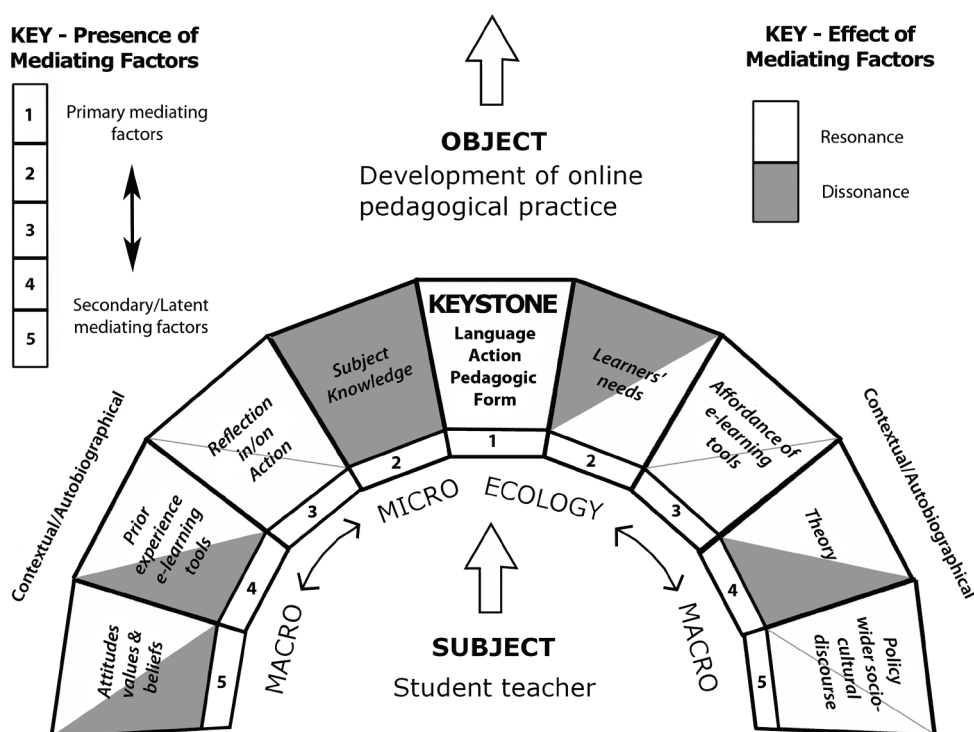 KEY - Presence of
Mediating Factors
1
2
3
4
5
Primary mediating
factors
Secondary/Latent
mediating factors
OBJECT
Development of online
pedagogical practice
KEY - Effect of
Mediating Factors
Resonance
Dissonance
Contextual/Autobiographical
Attitudes
values &
beliefs
5
Prior
experience
e-learning
tools
4
Reflection
in/on
Action
3
Subject
Knowledge
2
KEYSTONE
Language
Action
Pedagogic
Form
1
Learners'
needs
2
Affordance of
e-learning
tools
3
Theory
4
Policy
wider socio-
cultural
discourse
5
Contextual/Autobiographical
MACRO
MICRO ECOLOGY
MACRO
SUBJECT
Student teacher